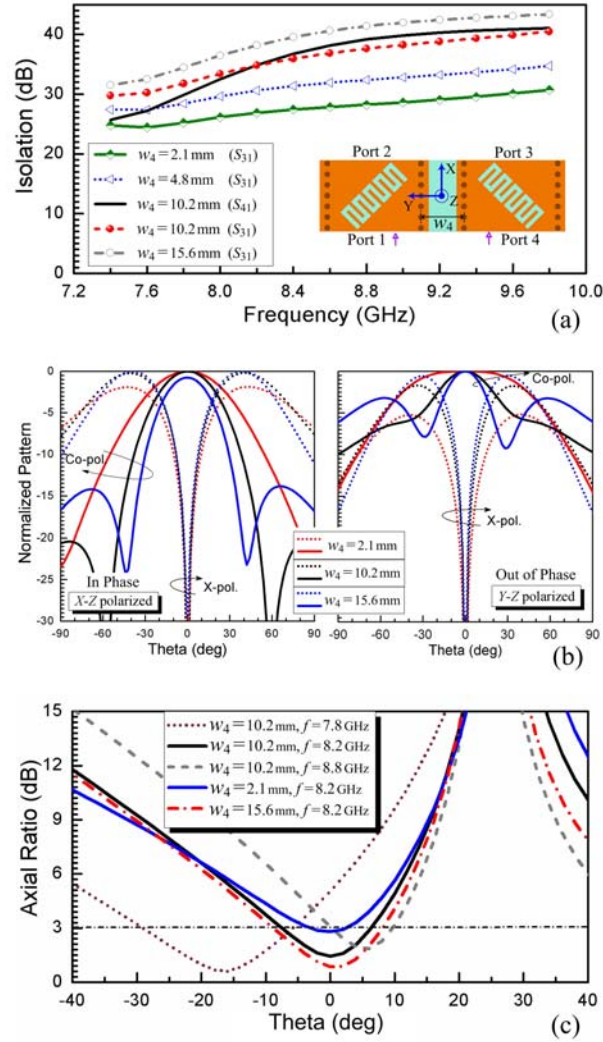 40
30
20
10
0
Isolation (dB)
w₄ = 2.1 mm (S₃₁)
w₄ = 4.8 mm (S₃₁)
w₄ = 10.2 mm (S₄₁)
w₄ = 10.2 mm (S₃₁)
w₄ = 15.6 mm (S₃₁)
Port 2
Port 3
X
Y
Z
w₄
Port 1
Port 4
7.2 7.6 8.0 8.4 8.8 9.2 9.6 10.0
Frequency (GHz)
(a)
0
-5
-10
-15
-20
-25
-30
Normalized Pattern
Co-pol.
In Phase
X-Z polarized
X-pol.
-90 -60 -30 0 30 60 90
Theta (deg)
Co-pol.
X-pol.
w₄ = 2.1 mm
w₄ = 10.2 mm
w₄ = 15.6 mm
Out of Phase
Y-Z polarized
-90 -60 -30 0 30 60 90
Theta (deg)
(b)
15
12
9
6
3
0
Axial Ratio (dB)
w₄ = 10.2 mm, f = 7.8 GHz
w₄ = 10.2 mm, f = 8.2 GHz
w₄ = 10.2 mm, f = 8.8 GHz
w₄ = 2.1 mm, f = 8.2 GHz
w₄ = 15.6 mm, f = 8.2 GHz
-40 -30 -20 -10 0 10 20 30 40
Theta (deg)
(c)